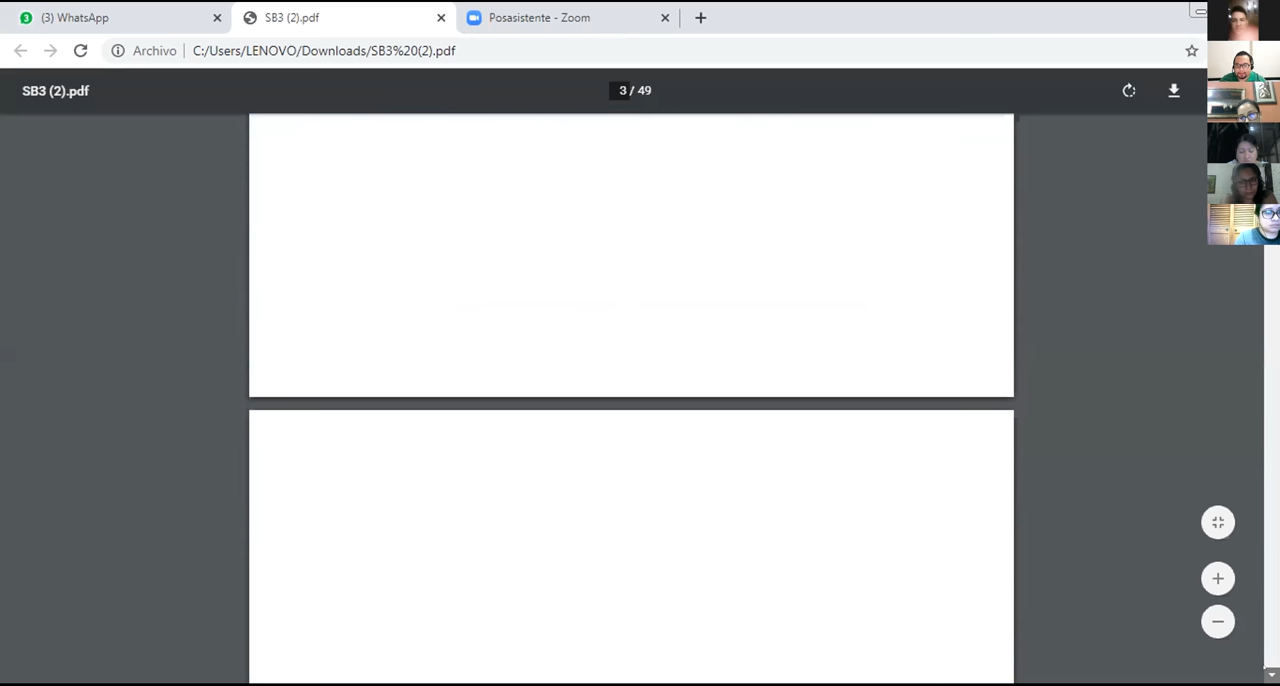 3 (3) WhatsApp
SB3 (2).pdf
Posasistente - Zoom
Archivo
C:/Users/LENOVO/Downloads/SB3%20(2).pdf
SB3 (2).pdf
3 / 49